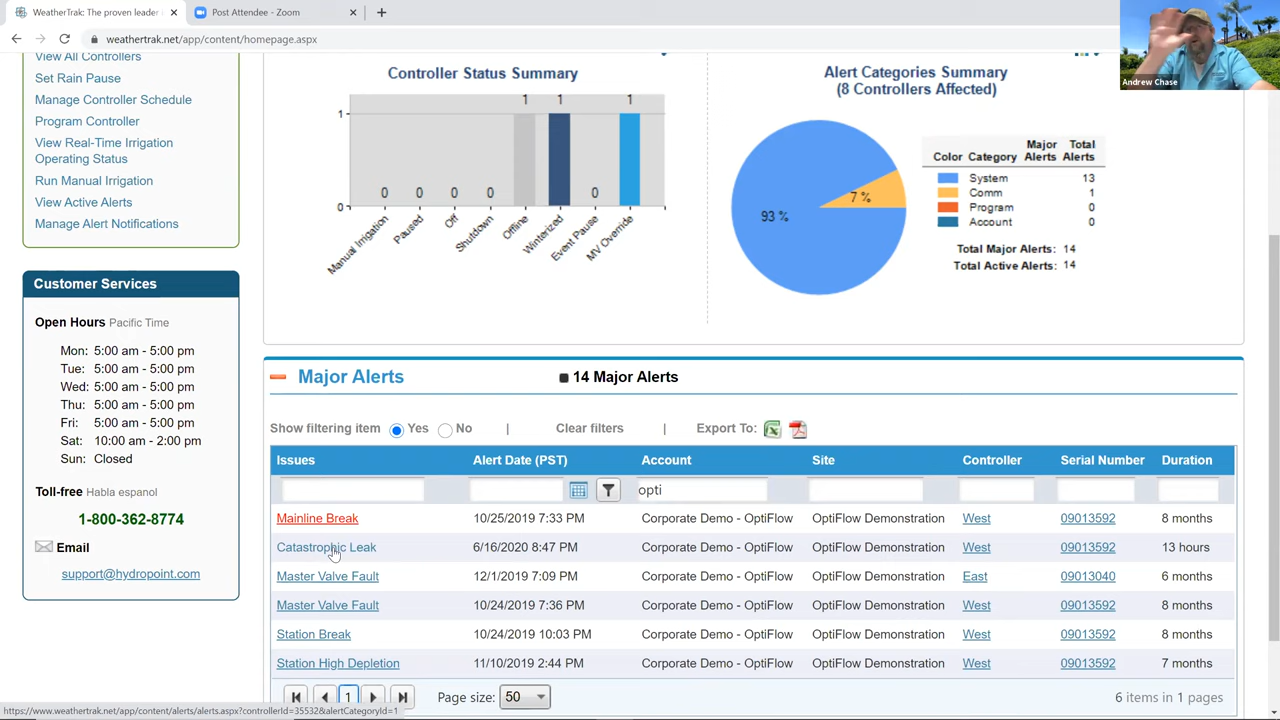 WeatherTrak: The proven leader
Post Attendee - Zoom
weathertrak.net/app/content/homepage.aspx
Andrew Chase
View All Controllers
Set Rain Pause
Manage Controller Schedule
Program Controller
View Real-Time Irrigation
Operating Status
Run Manual Irrigation
View Active Alerts
Manage Alert Notifications
Customer Services
Open Hours Pacific Time
Mon: 5:00 am - 5:00 pm
Tue: 5:00 am - 5:00 pm
Wed: 5:00 am - 5:00 pm
Thu: 5:00 am - 5:00 pm
Fri: 5:00 am - 5:00 pm
Sat: 10:00 am - 2:00 pm
Sun: Closed
Toll-free Habla espanol
1-800-362-8774
Email
support@hydropoint.com
Controller Status Summary
1 1 1
1
0 0 0 0 0
0
Manual Irrigation Paused Off Shutdown Offline Winterized Event Pause MV Override
Alert Categories Summary
(8 Controllers Affected)
93 %
7 %
Major Total
Color Category Alerts Alerts
System 13
Comm 1
Program 0
Account 0
Total Major Alerts: 14
Total Active Alerts: 14
Major Alerts 14 Major Alerts
Show filtering item Yes No | Clear filters | Export To:
Issues Alert Date (PST) Account Site Controller Serial Number Duration
opti
Mainline Break 10/25/2019 7:33 PM Corporate Demo - OptiFlow OptiFlow Demonstration West 09013592 8 months
Catastrophic Leak 6/16/2020 8:47 PM Corporate Demo - OptiFlow OptiFlow Demonstration West 09013592 13 hours
Master Valve Fault 12/1/2019 7:09 PM Corporate Demo - OptiFlow OptiFlow Demonstration East 09013040 6 months
Master Valve Fault 10/24/2019 7:36 PM Corporate Demo - OptiFlow OptiFlow Demonstration West 09013592 8 months
Station Break 10/24/2019 10:03 PM Corporate Demo - OptiFlow OptiFlow Demonstration West 09013592 8 months
Station High Depletion 11/10/2019 2:44 PM Corporate Demo - OptiFlow OptiFlow Demonstration West 09013592 7 months
1 Page size: 50 6 items in 1 pages
https://www.weathertrak.net/app/content/alerts/alerts.aspx?controllerId=35532&alertCategoryId=1